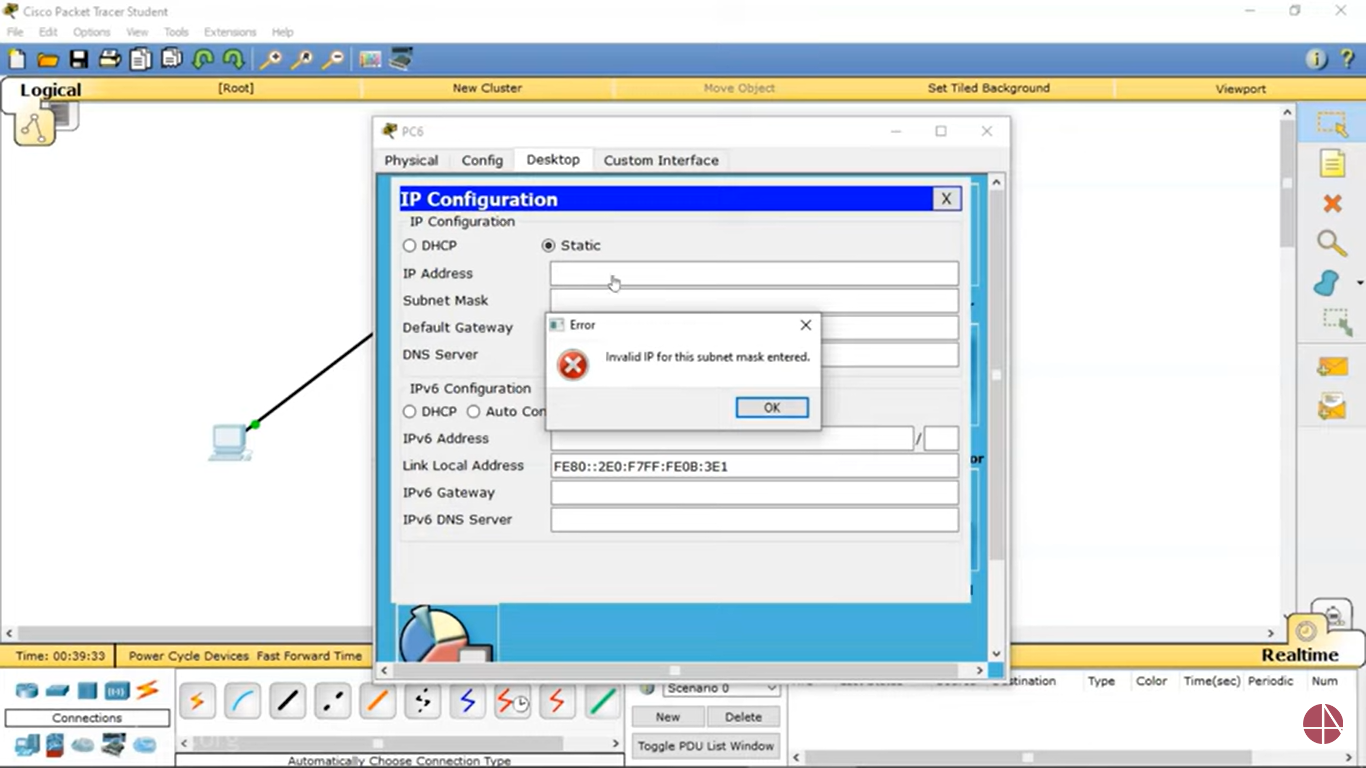 Cisco Packet Tracer Student
File Edit Options View Tools Extensions Help
Logical [Root] New Cluster Move Object Set Tiled Background Viewport
PC6
Physical Config Desktop Custom Interface
IP Configuration X
IP Configuration
DHCP Static
IP Address
Subnet Mask
Default Gateway
DNS Server
Error
Invalid IP for this subnet mask entered.
OK
IPv6 Configuration
DHCP Auto Con
IPv6 Address /
Link Local Address FE80::2E0:F7FF:FE0B:3E1
IPv6 Gateway
IPv6 DNS Server
or
Time: 00:39:33 Power Cycle Devices Fast Forward Time Realtime
Scenario 0
Type Color Time(sec) Periodic Num
Connections
New Delete
Toggle PDU List Window
Automatically Choose Connection Type